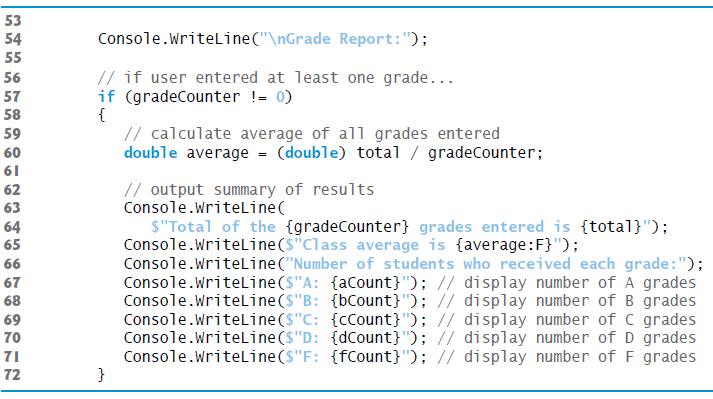 53
54 Console.WriteLine("\nGrade Report:");
55
56 // if user entered at least one grade...
57 if (gradeCounter != 0)
58 {
59 // calculate average of all grades entered
60 double average = (double) total / gradeCounter;
61
62 // output summary of results
63 Console.WriteLine(
64 $"Total of the {gradeCounter} grades entered is {total}");
65 Console.WriteLine($"Class average is {average:F}");
66 Console.WriteLine("Number of students who received each grade:");
67 Console.WriteLine($"A: {aCount}"); // display number of A grades
68 Console.WriteLine($"B: {bCount}"); // display number of B grades
69 Console.WriteLine($"C: {cCount}"); // display number of C grades
70 Console.WriteLine($"D: {dCount}"); // display number of D grades
71 Console.WriteLine($"F: {fCount}"); // display number of F grades
72 }